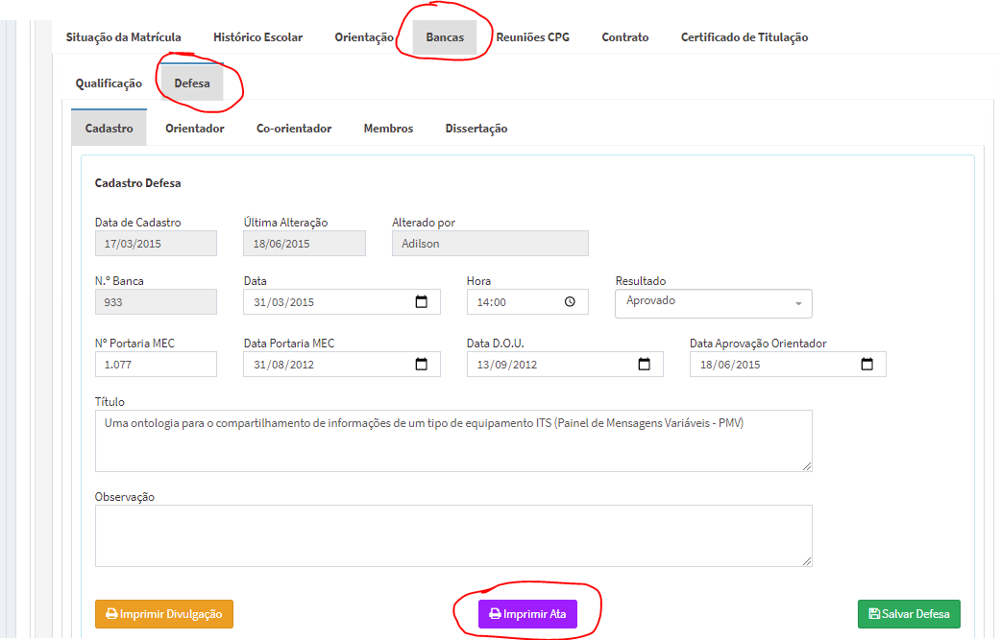 Situação da Matrícula Histórico Escolar Orientação Bancas Reuniões CPG Contrato Certificado de Titulação
Qualificação Defesa
Cadastro Orientador Co-orientador Membros Dissertação
Cadastro Defesa
Data de Cadastro Última Alteração Alterado por
17/03/2015 18/06/2015 Adilson
N.º Banca Data Hora Resultado
933 31/03/2015 14:00 Aprovado
Nº Portaria MEC Data Portaria MEC Data D.O.U. Data Aprovação Orientador
1.077 31/08/2012 13/09/2012 18/06/2015
Título
Uma ontologia para o compartilhamento de informações de um tipo de equipamento ITS (Painel de Mensagens Variáveis - PMV)
Observação
Imprimir Divulgação Imprimir Ata Salvar Defesa